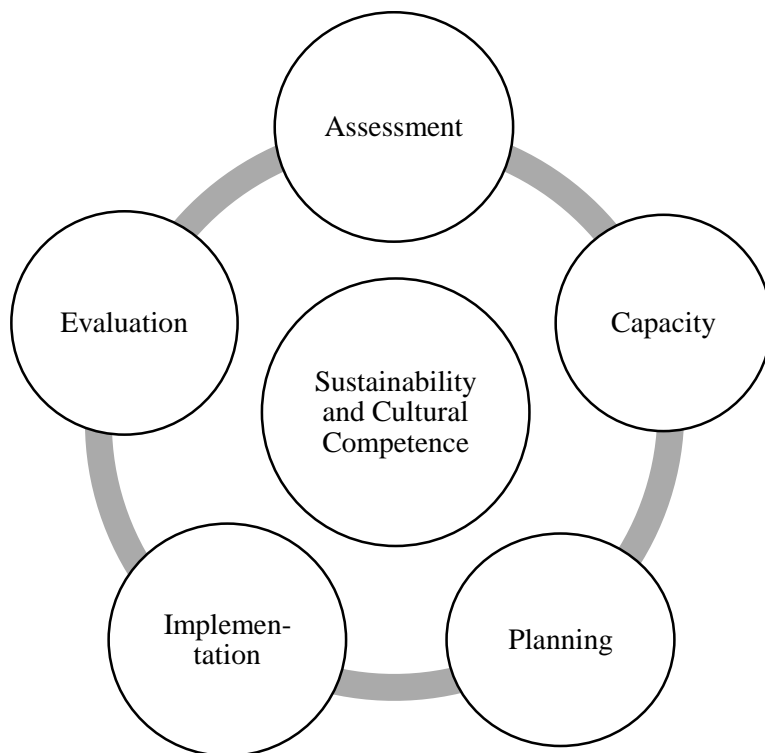 Assessment
Capacity
Planning
Implemen-
tation
Evaluation
Sustainability
and Cultural
Competence